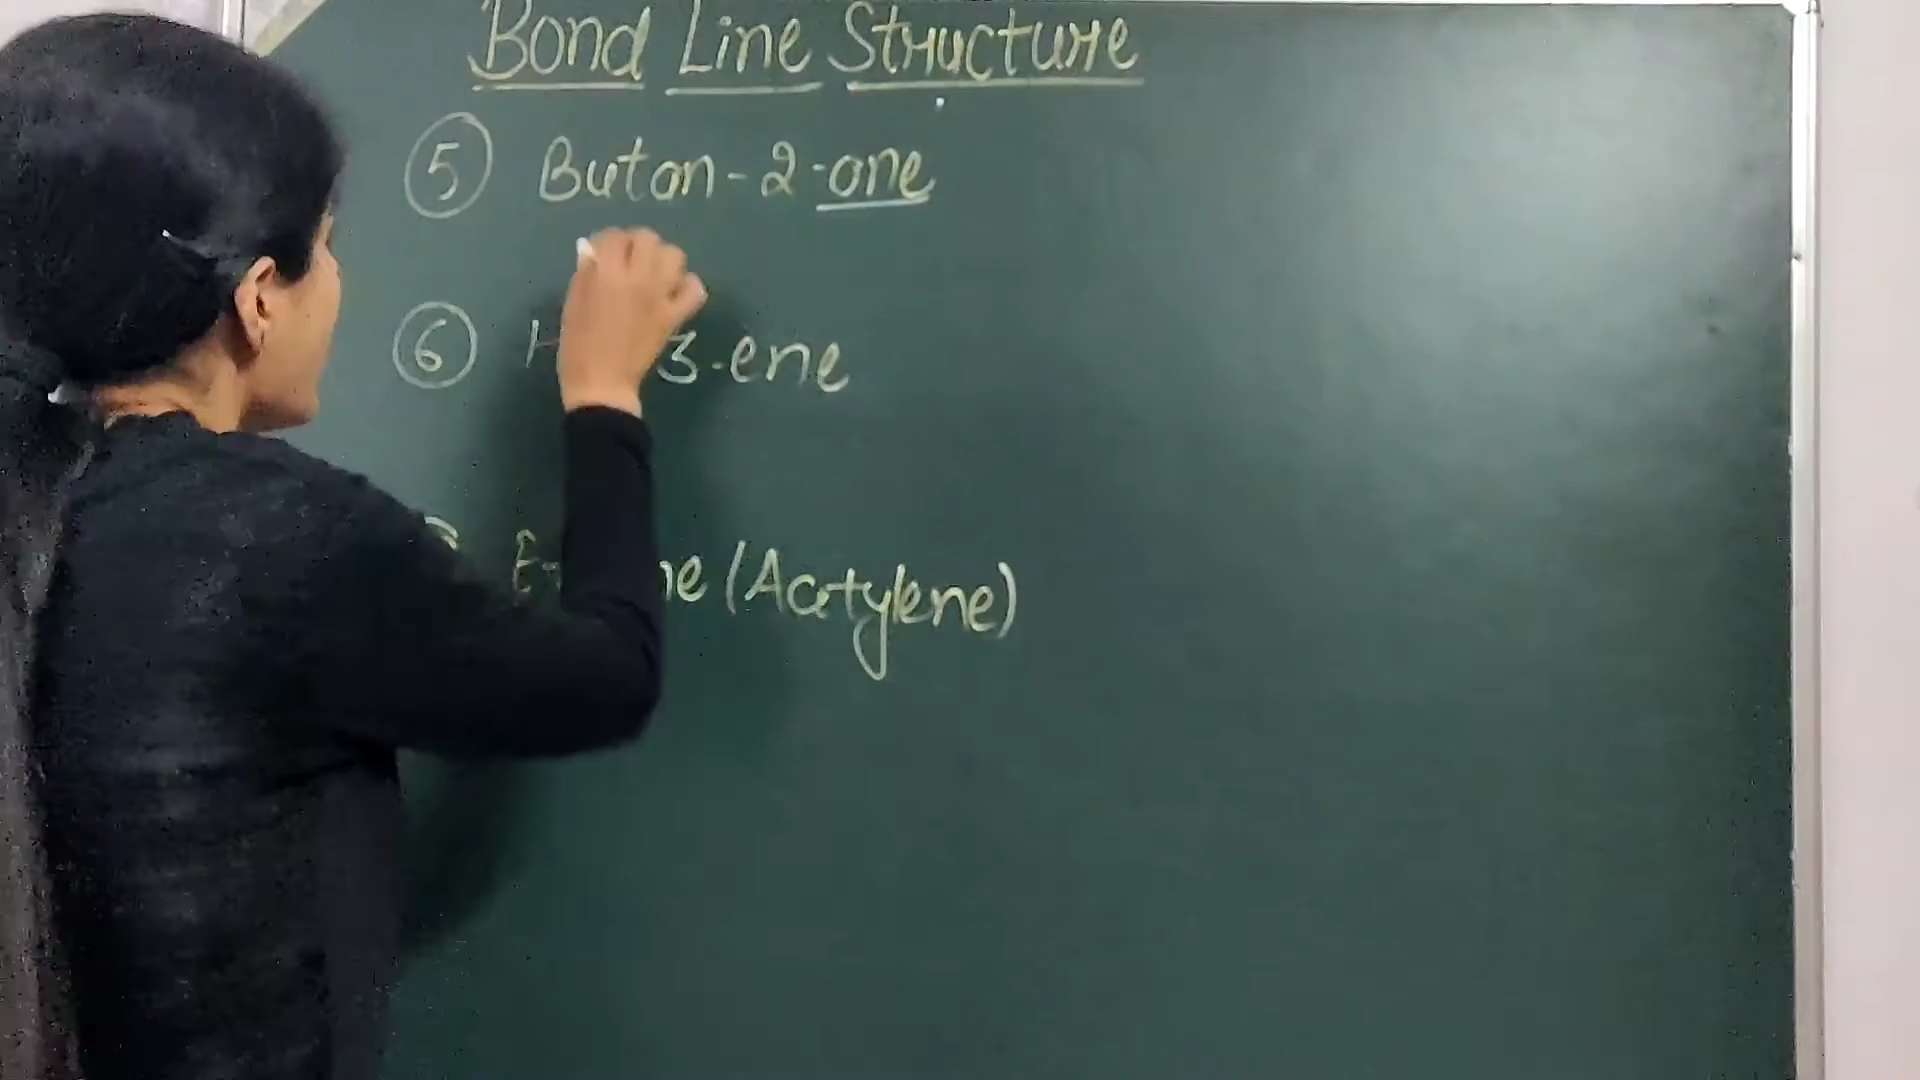 Bond Line Structure
5 Butan-2-one
6 3-ene
(Acetylene)